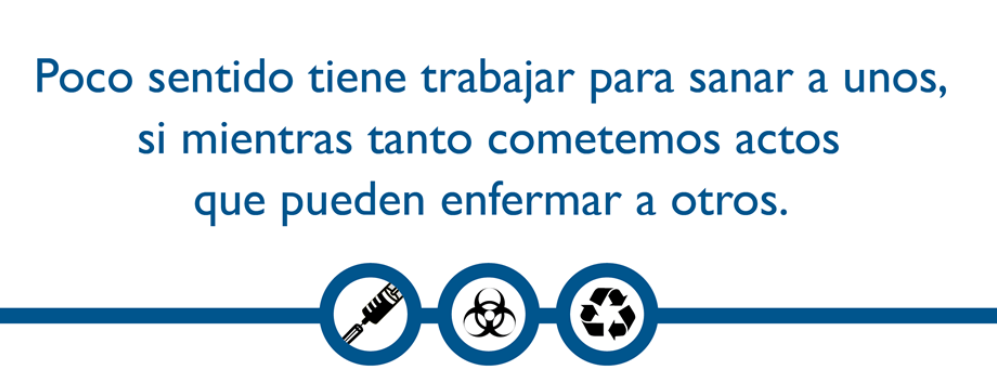 Poco sentido tiene trabajar para sanar a unos,
si mientras tanto cometemos actos
que pueden enfermar a otros.